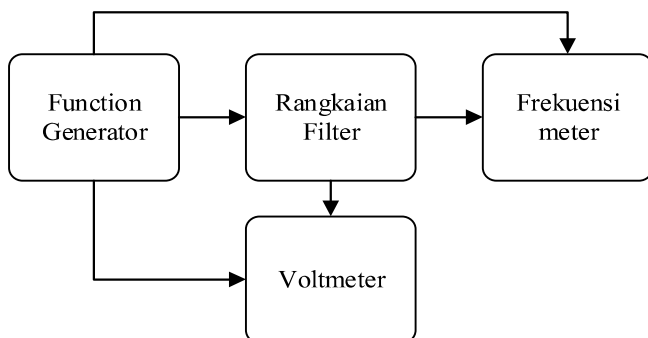 Function
Generator
Rangkaian
Filter
Frekuensi
meter
Voltmeter